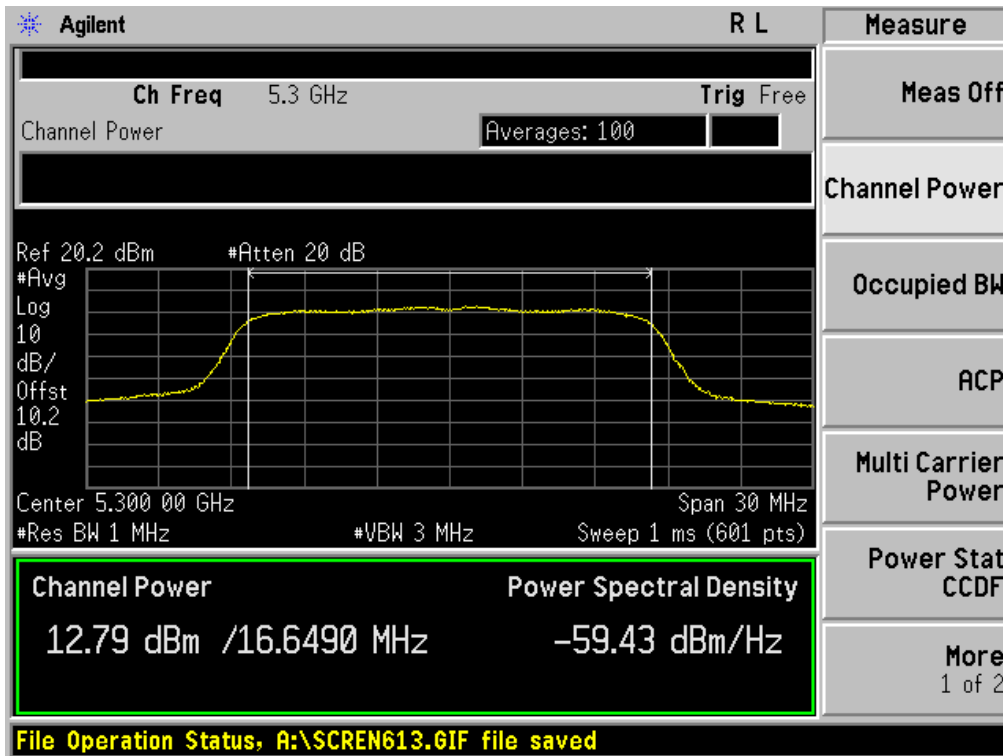 Agilent R L Measure
Ch Freq 5.3 GHz Trig Free
Meas Off
Channel Power Averages: 100
Channel Power
Ref 20.2 dBm #Atten 20 dB
#Avg
Log
10
dB/
Offst
10.2
dB
Occupied BW
ACP
Multi Carrier
Power
Center 5.300 00 GHz Span 30 MHz
#Res BW 1 MHz #VBW 3 MHz Sweep 1 ms (601 pts)
Power Stat
CCDF
Channel Power Power Spectral Density
12.79 dBm /16.6490 MHz -59.43 dBm/Hz
More
1 of 2
File Operation Status, A:\SCREN613.GIF file saved